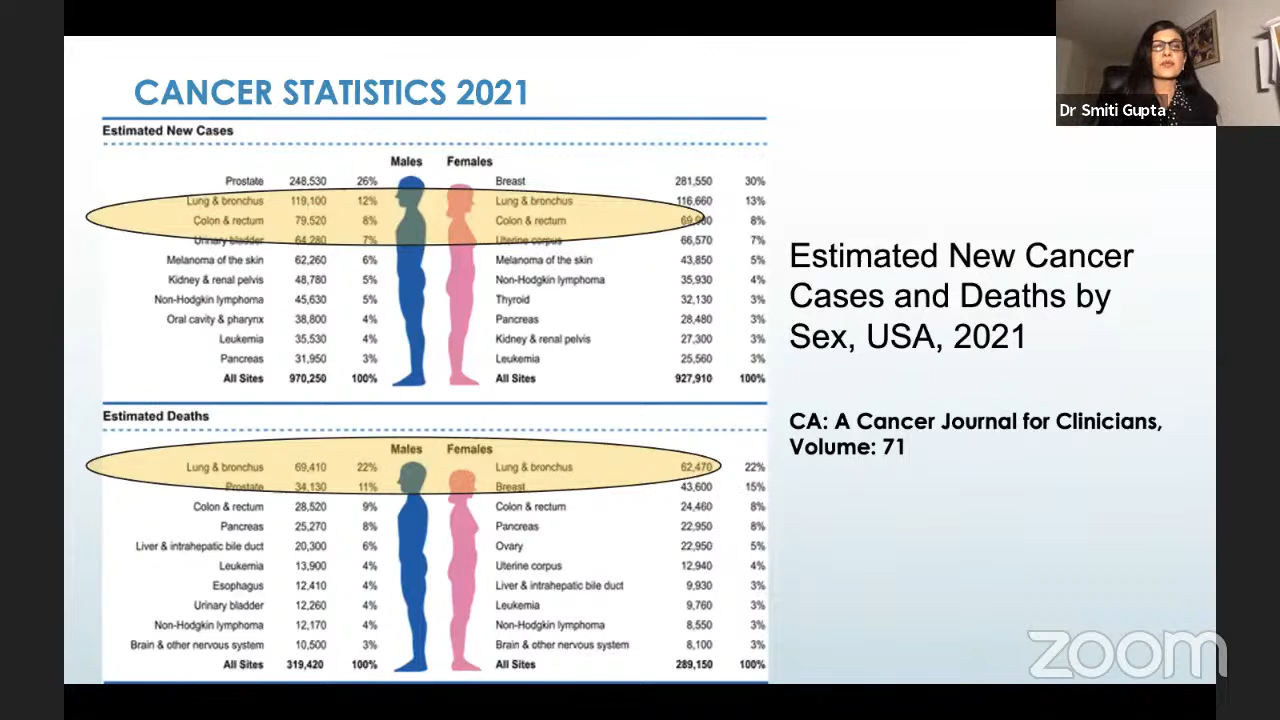 Dr Smiti Gupta
CANCER STATISTICS 2021
Estimated New Cases
Males Females
Prostate 248,530 26% Breast 281,550 30%
Lung & bronchus 119,100 12% Lung & bronchus 116,660 13%
Colon & rectum 79,520 8% Colon & rectum 8%
Urinary bladder 64,280 7% Uterine corpus 66,570 7%
Melanoma of the skin 62,260 6% Melanoma of the skin 43,850 5%
Kidney & renal pelvis 48,780 5% Non-Hodgkin lymphoma 35,930 4%
Non-Hodgkin lymphoma 45,630 5% Thyroid 32,130 3%
Oral cavity & pharynx 38,800 4% Pancreas 28,480 3%
Leukemia 35,530 4% Kidney & renal pelvis 27,300 3%
Pancreas 31,950 3% Leukemia 25,560 3%
All Sites 970,250 100% All Sites 927,910 100%
Estimated Deaths
Males Females
Lung & bronchus 69,410 22% Lung & bronchus 62,470 22%
Prostate 34,130 11% Breast 43,600 15%
Colon & rectum 28,520 9% Colon & rectum 24,460 8%
Pancreas 25,270 8% Pancreas 22,950 8%
Liver & intrahepatic bile duct 20,300 6% Ovary 22,950 5%
Leukemia 13,900 4% Uterine corpus 12,940 4%
Esophagus 12,410 4% Liver & intrahepatic bile duct 9,930 3%
Urinary bladder 12,260 4% Leukemia 9,760 3%
Non-Hodgkin lymphoma 12,170 4% Non-Hodgkin lymphoma 8,550 3%
Brain & other nervous system 10,500 3% Brain & other nervous system 8,100 3%
All Sites 319,420 100% All Sites 289,150 100%
Estimated New Cancer
Cases and Deaths by
Sex, USA, 2021
CA: A Cancer Journal for Clinicians,
Volume: 71
zoom